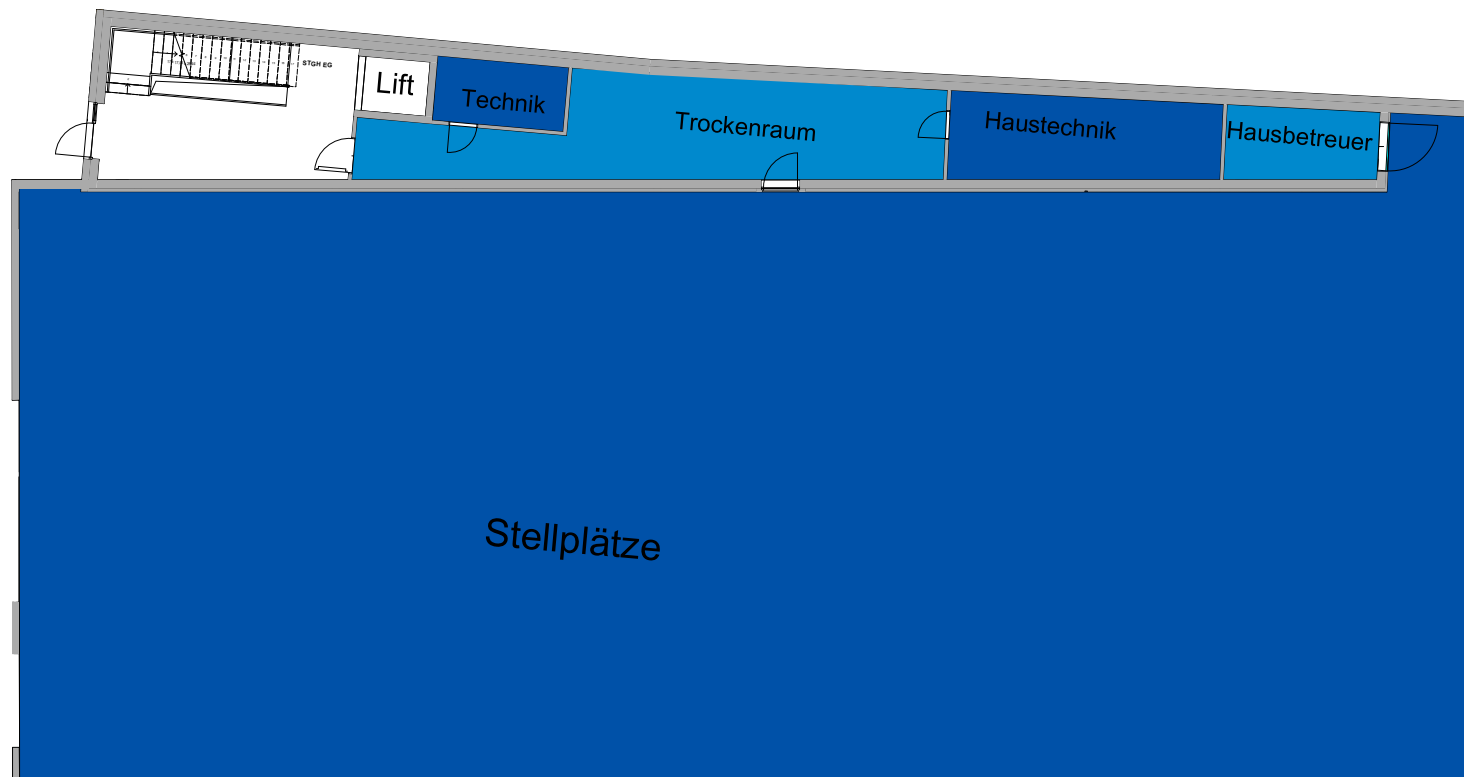 STGH EG
Lift
Technik
Trockenraum
Haustechnik
Hausbetreuer
Stellplätze